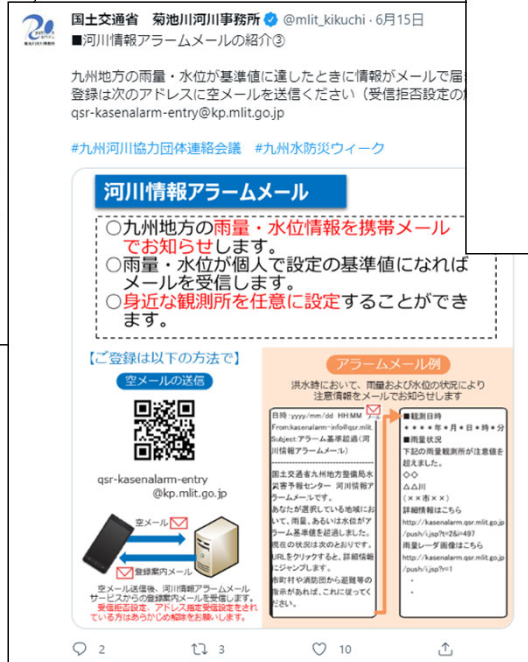 国土交通省　菊池川河川事務所 @mlit_kikuchi · 6月15日
■河川情報アラームメールの紹介③
九州地方の雨量・水位が基準値に達したときに情報がメールで届
登録は次のアドレスに空メールを送信ください（受信拒否設定の
qsr-kasenalarm-entry@kp.mlit.go.jp
#九州河川協力団体連絡会議　#九州水防災ウィーク
河川情報アラームメール
○九州地方の雨量・水位情報を携帯メール
でお知らせします。
○雨量・水位が個人で設定の基準値になれば
メールを受信します。
○身近な観測所を任意に設定することができ
ます。
【ご登録は以下の方法で】
空メールの送信
qsr-kasenalarm-entry
@kp.mlit.go.jp
空メール
登録案内メール
空メール送信後、河川情報アラームメール
サービスからの登録案内メールを受信します。
受信拒否設定、アドレス指定受信設定をされ
ている方はあらかじめ解除をお願いします。
アラームメール例
洪水時において、雨量および水位の状況により
注意情報をメールでお知らせします
日時:yyyy/mm/dd HH:MM
From:kasenalarm-info@qsr.mlit.
Subject:アラーム基準超過(河
川情報アラームメール)
国土交通省九州地方整備局水
災害予報センター 河川情報ア
ラームメールです。
あなたが選択している地域にお
いて、雨量、あるいは水位がア
ラーム基準値を超過しました。
現在の状況は次のとおりです。
URLをクリックすると、詳細情報
にジャンプします。
市町村や消防団から避難等の
指示があれば、これに従ってく
ださい。
■観測日時
＊＊＊＊年＊月＊日＊時＊分
■雨量状況
下記の雨量観測所が注意値を
超えました。
◇◇
△△川
(××市××)
詳細情報はこちら
http://kasenalarm.qsr.mlit.go.jp
/push/i.jsp?t=2&i=497
雨量レーダ画像はこちら
http://kasenalarm.qsr.mlit.go.jp
/push/i.jsp?r=1
・
・
2
3
10